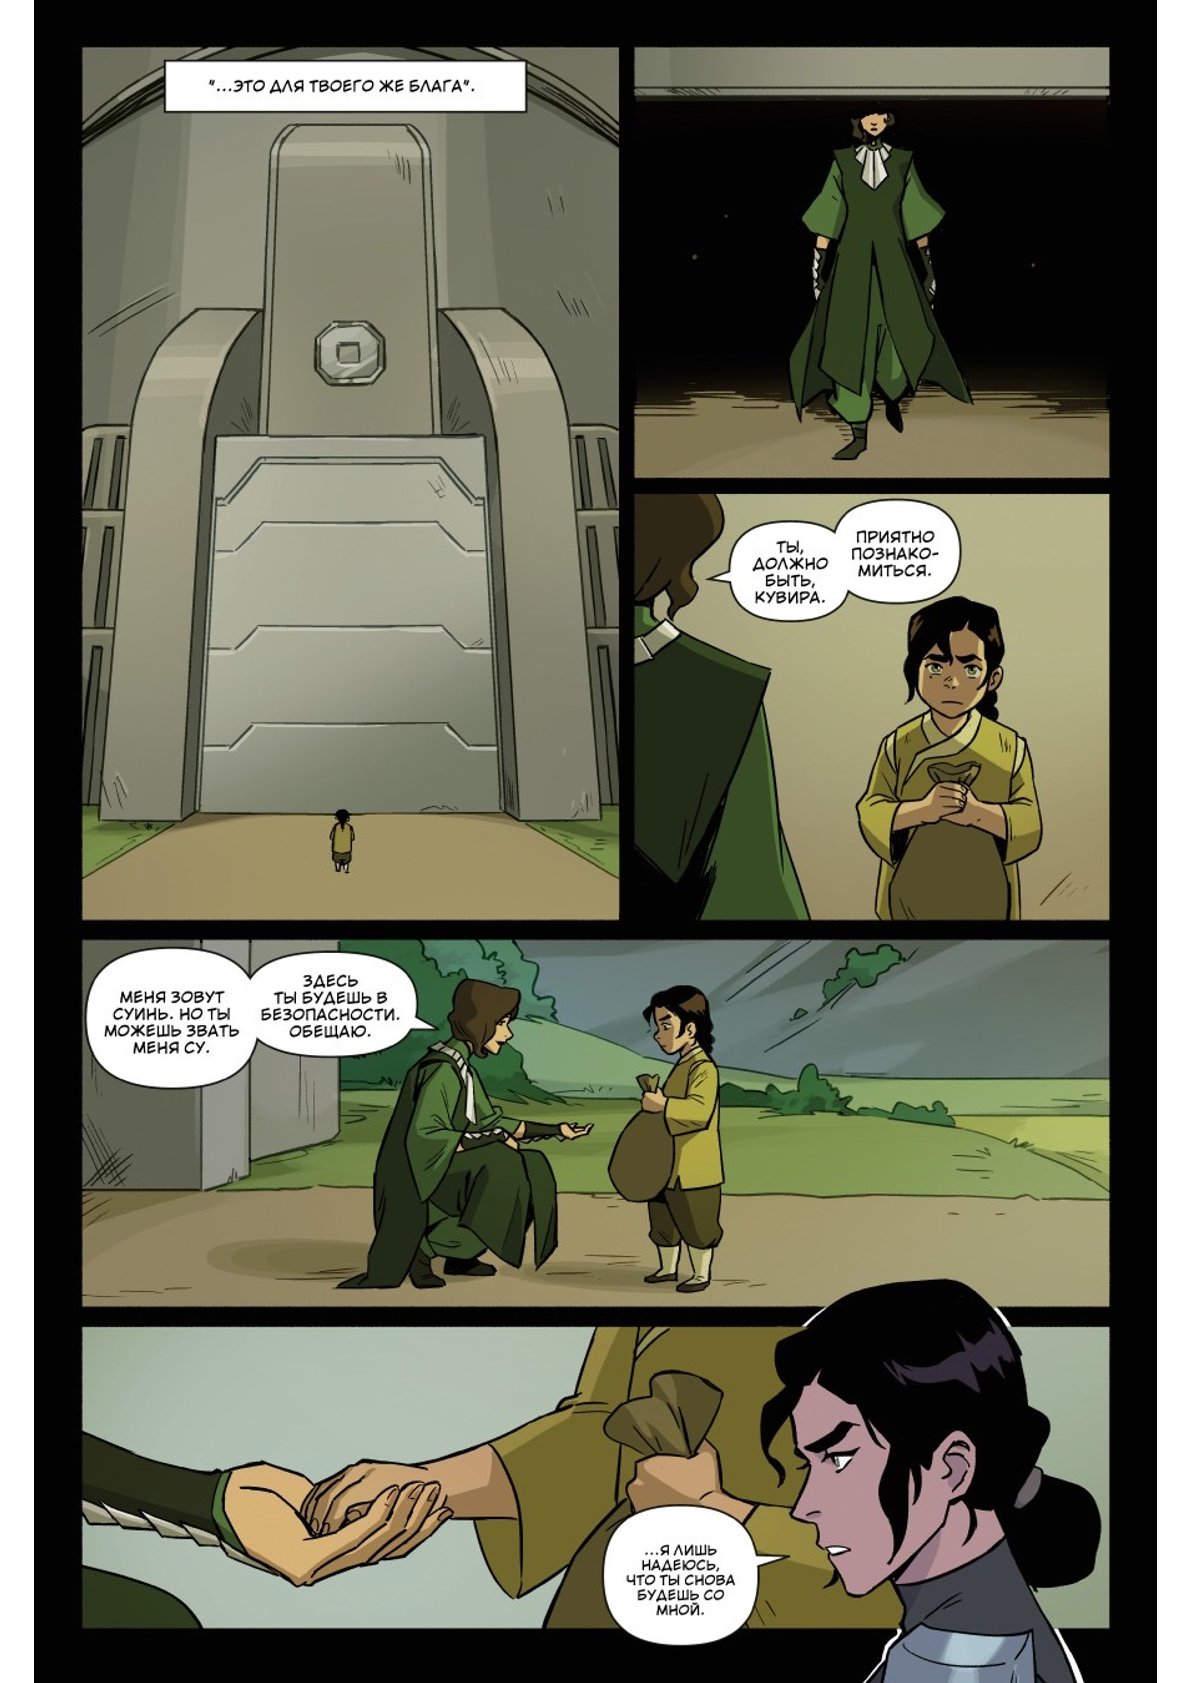 "...ЭТО ДЛЯ ТВОЕГО ЖЕ БЛАГА".
ТЫ,
ДОЛЖНО
БЫТЬ,
КУВИРА.
ПРИЯТНО
ПОЗНАКО-
МИТЬСЯ.
МЕНЯ ЗОВУТ
СУИНЬ. НО ТЫ
МОЖЕШЬ ЗВАТЬ
МЕНЯ СУ.
ЗДЕСЬ
ТЫ БУДЕШЬ В
БЕЗОПАСНОСТИ.
ОБЕЩАЮ.
...Я ЛИШЬ
НАДЕЮСЬ,
ЧТО ТЫ СНОВА
БУДЕШЬ СО
МНОЙ.